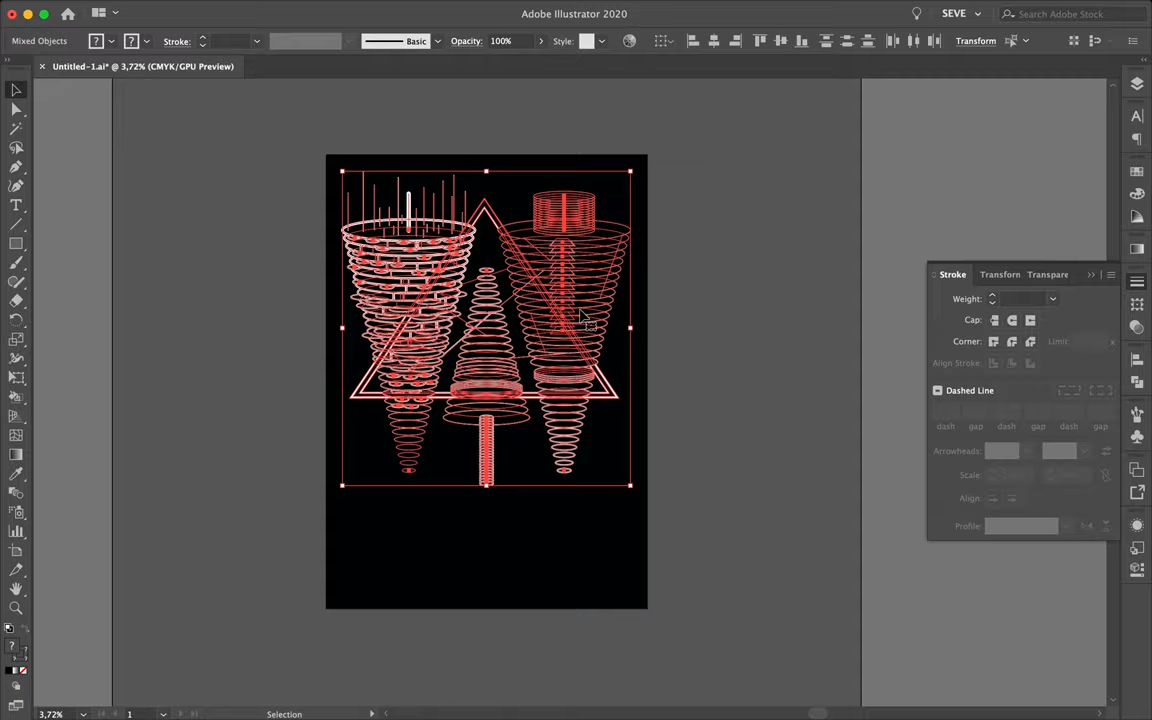 Adobe Illustrator 2020
SEVE
Search Adobe Stock
Mixed Objects
?
?
Stroke:
Basic
Opacity:
100%
Style:
Transform
× Untitled-1.ai* @ 3,72% (CMYK/GPU Preview)
Stroke
Transform
Transpare
Weight:
Cap:
Corner:
Limit:
x
Align Stroke:
Dashed Line
dash gap dash gap dash gap
Arrowheads:
Scale:
Align:
Profile:
?
3,72%
1
Selection